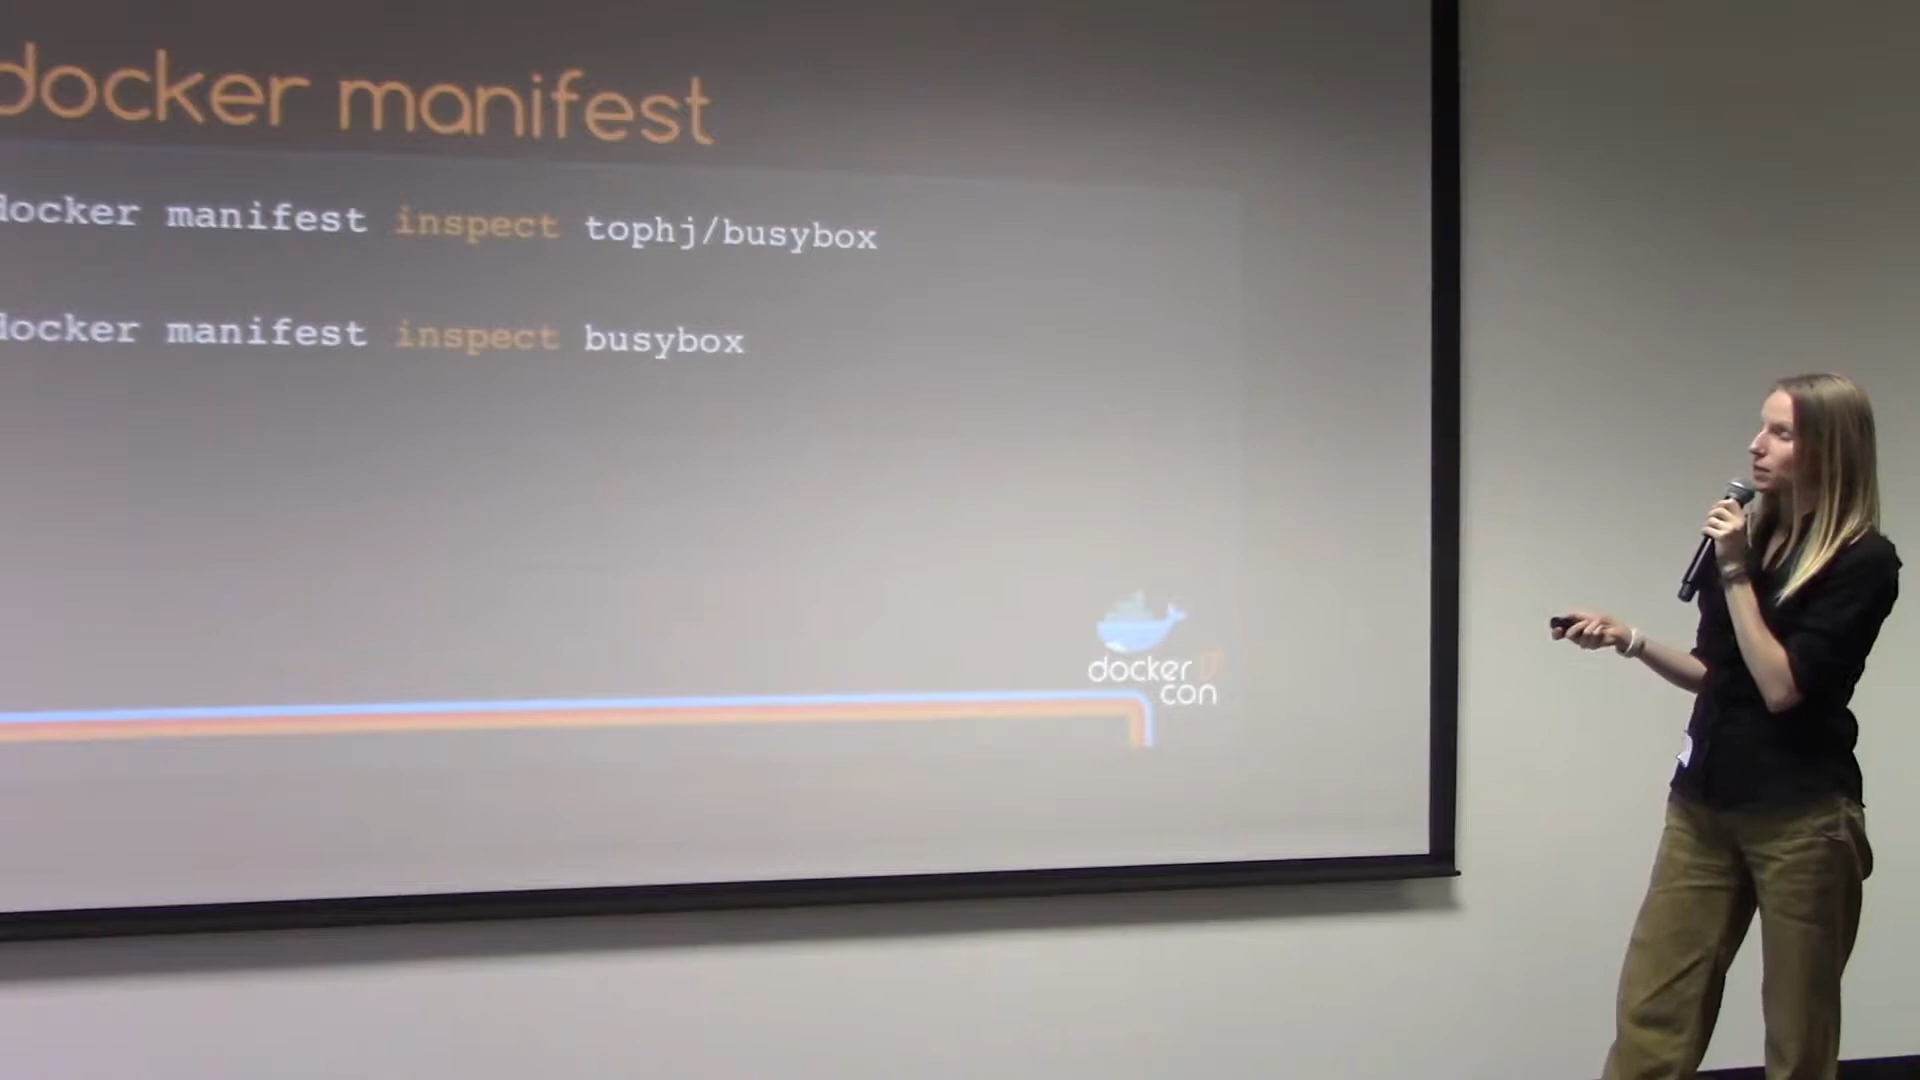 docker manifest
docker manifest inspect tophj/busybox
docker manifest inspect busybox
docker
con